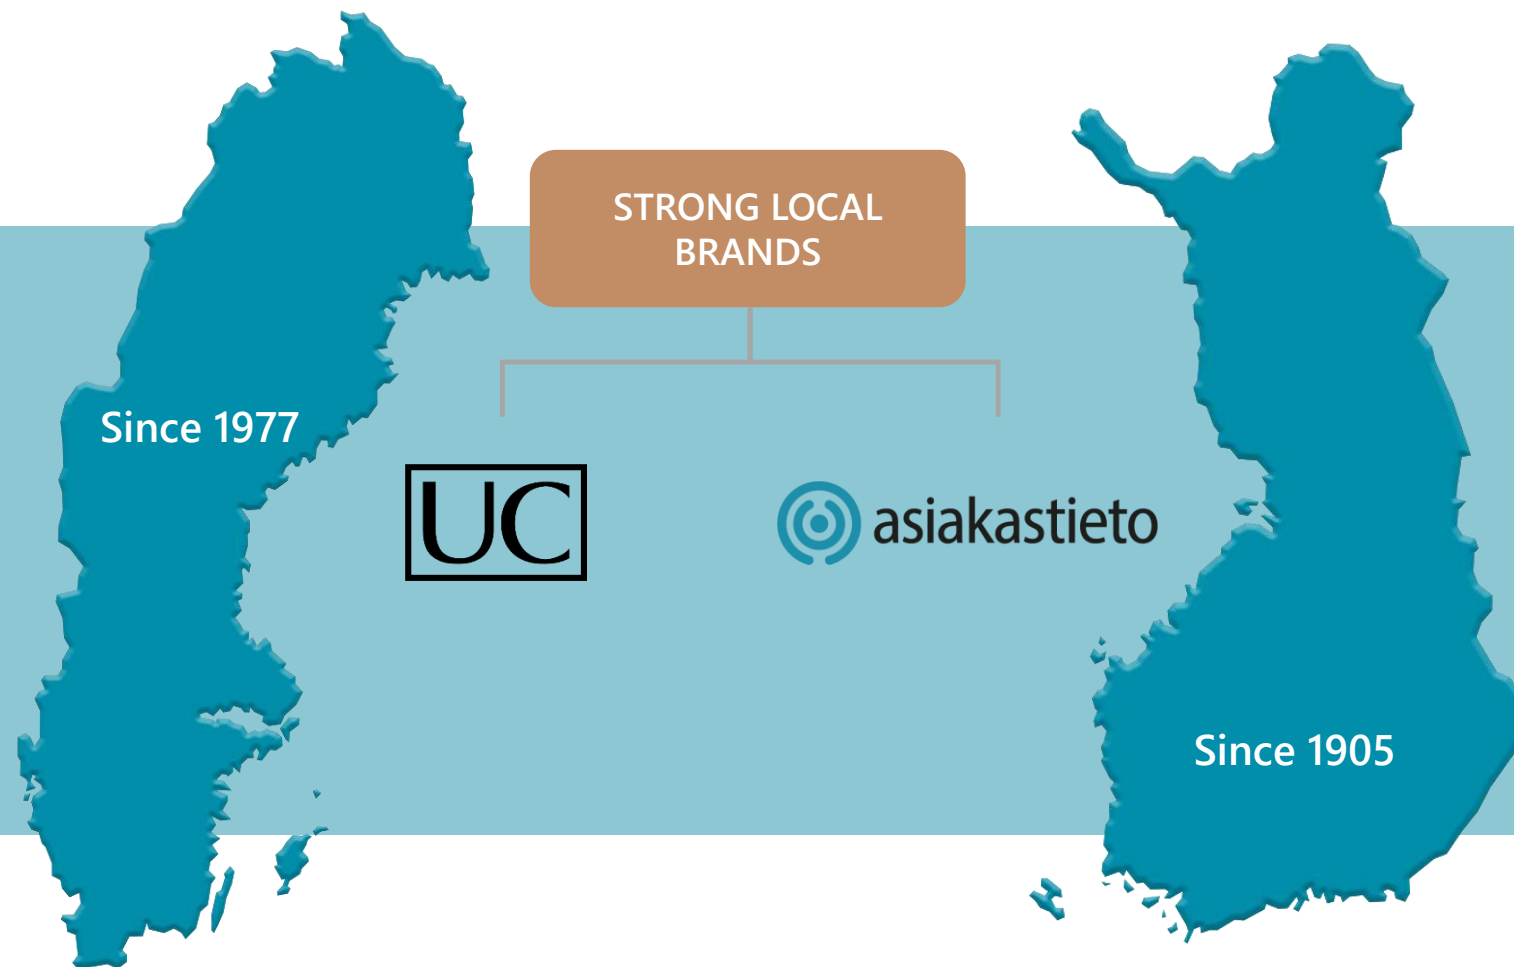 STRONG LOCAL
BRANDS
Since 1977
UC
asiakastieto
Since 1905